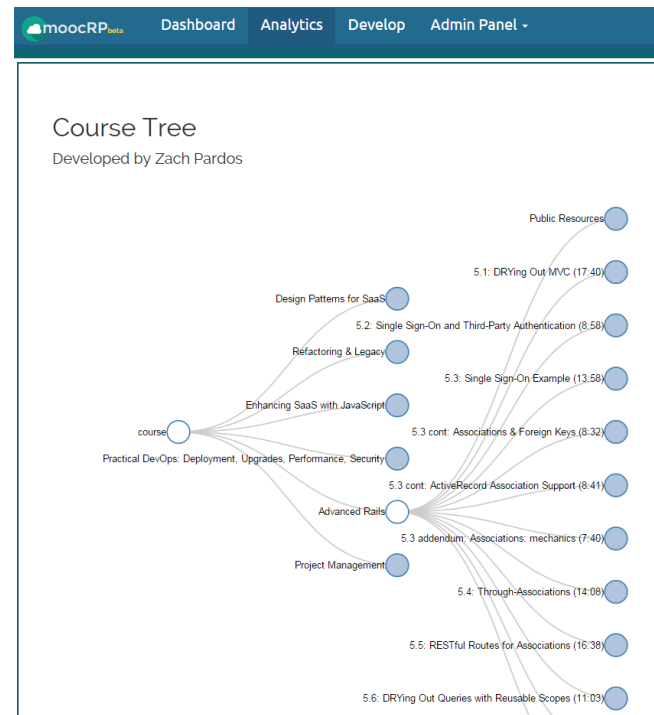 moocRP beta Dashboard Analytics Develop Admin Panel
Course Tree
Developed by Zach Pardos
Public Resources
5.1: DRYing Out MVC (17:40)
Design Patterns for SaaS
5.2: Single Sign-On and Third-Party Authentication (8:58)
Refactoring & Legacy
5.3: Single Sign-On Example (13:58)
Enhancing SaaS with JavaScript
course
5.3 cont: Associations & Foreign Keys (8:32)
Practical DevOps: Deployment, Upgrades, Performance, Security
5.3 cont: ActiveRecord Association Support (8:41)
Advanced Rails
5.3 addendum: Associations: mechanics (7:40)
Project Management
5.4: Through-Associations (14:08)
5.5: RESTful Routes for Associations (16:38)
5.6: DRYing Out Queries with Reusable Scopes (11:03)